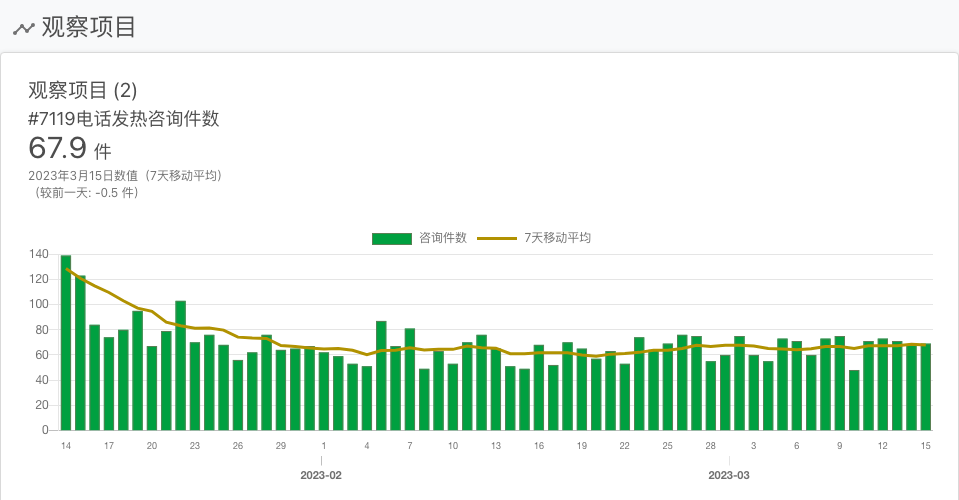 观察项目
观察项目 (2)
#7119电话发热咨询件数
67.9 件
2023年3月15日数值（7天移动平均）
（较前一天: -0.5 件）
咨询件数 7天移动平均
140
120
100
80
60
40
20
0
14 17 20 23 26 29 1 4 7 10 13 16 19 22 25 28 3 6 9 12 15
2023-02 2023-03